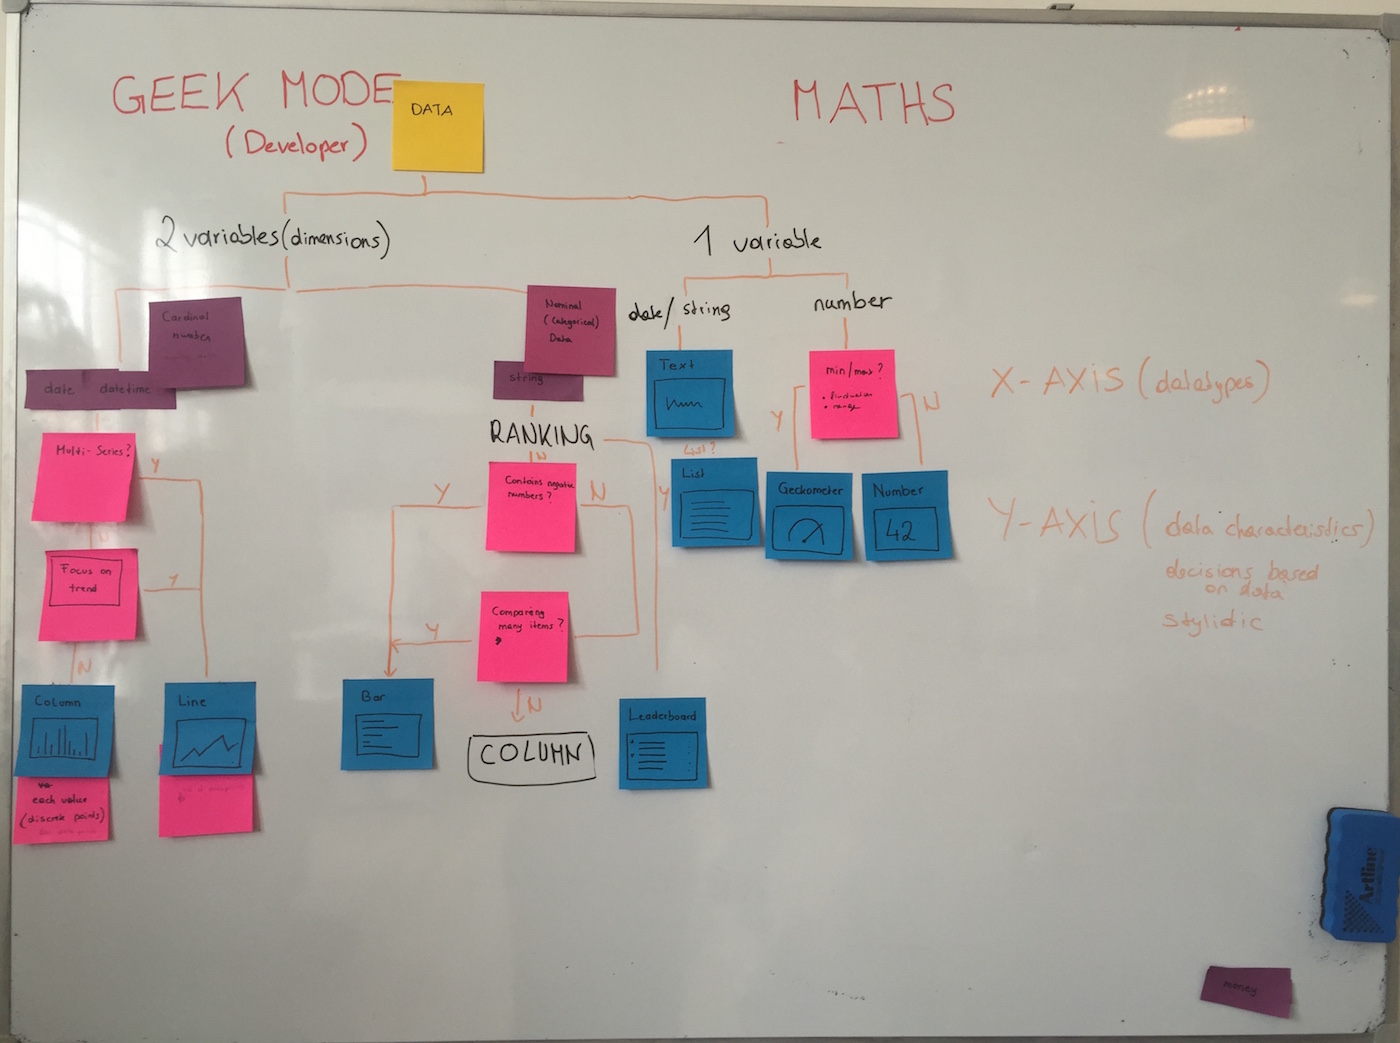 GEEK MODE
(Developer)
DATA
MATHS
2 variables (dimensions)
1 variable
Cardinal
number
date datetime
Nominal
(categorical)
Data
string
date/string
number
Text
min/max?
• fluctuation
• range
Y
N
X-AXIS (datatypes)
RANKING
N
Y
List?
List
Geckometer
Number
42
Multi-Series?
Y
N
Contains negative
numbers?
Y
N
Y-AXIS (data characteristics)
decisions based
on data
stylistic
Focus on
trend
Y
N
Comparing
many items?
Y
N
Column
Line
Bar
COLUMN
Leaderboard
each value
(discrete points)
Artline
money